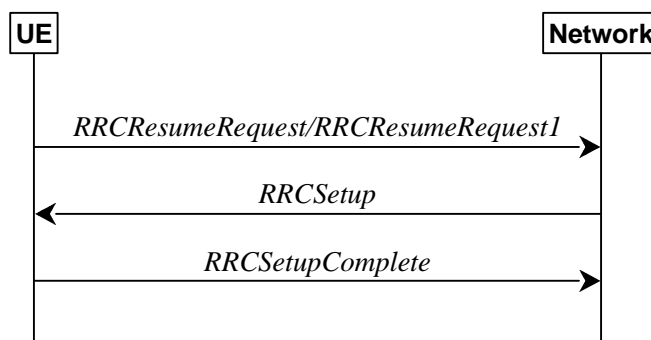 UE
Network
RRCResumeRequest/RRCResumeRequest1
RRCSetup
RRCSetupComplete